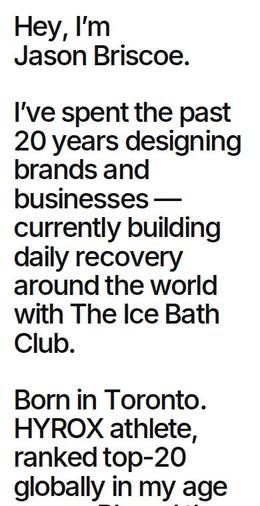 Hey, I’m
Jason Briscoe.
I’ve spent the past
20 years designing
brands and
businesses —
currently building
daily recovery
around the world
with The Ice Bath
Club.
Born in Toronto.
HYROX athlete,
ranked top-20
globally in my age